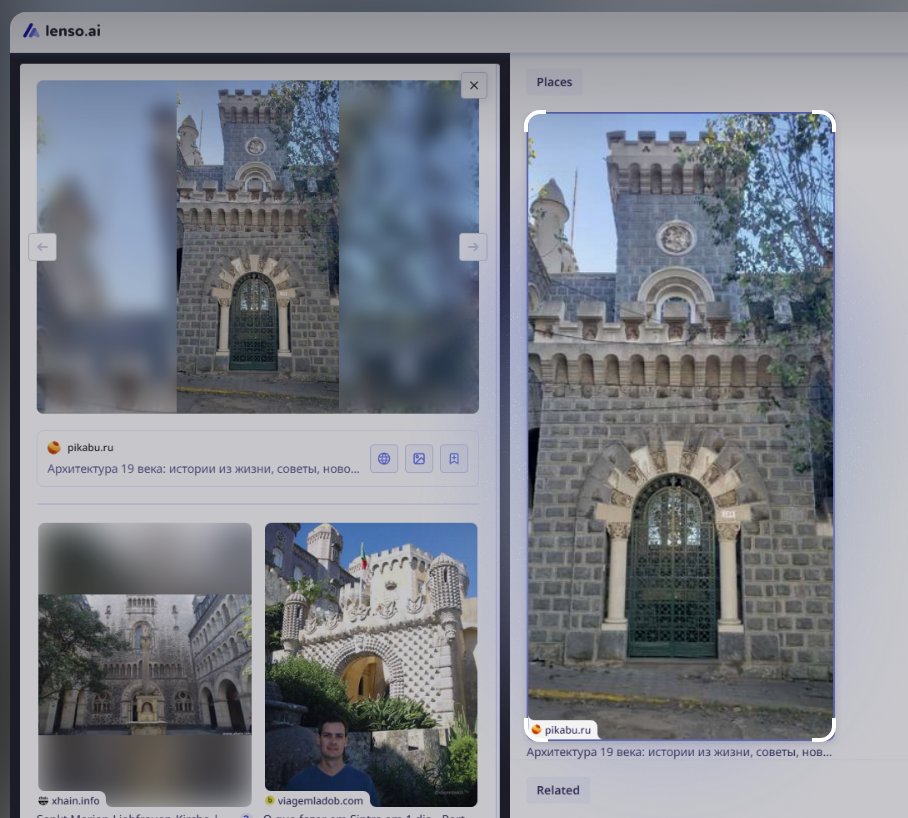 lenso.ai
Places
pikabu.ru
Архитектура 19 века: истории из жизни, советы, ново...
xhain.info
viagemladob.com
Sankt Marien-Liebfrauen-Kirche |
O que fazer em Sintra em 1 dia - Port
pikabu.ru
Архитектура 19 века: истории из жизни, советы, нов...
Related